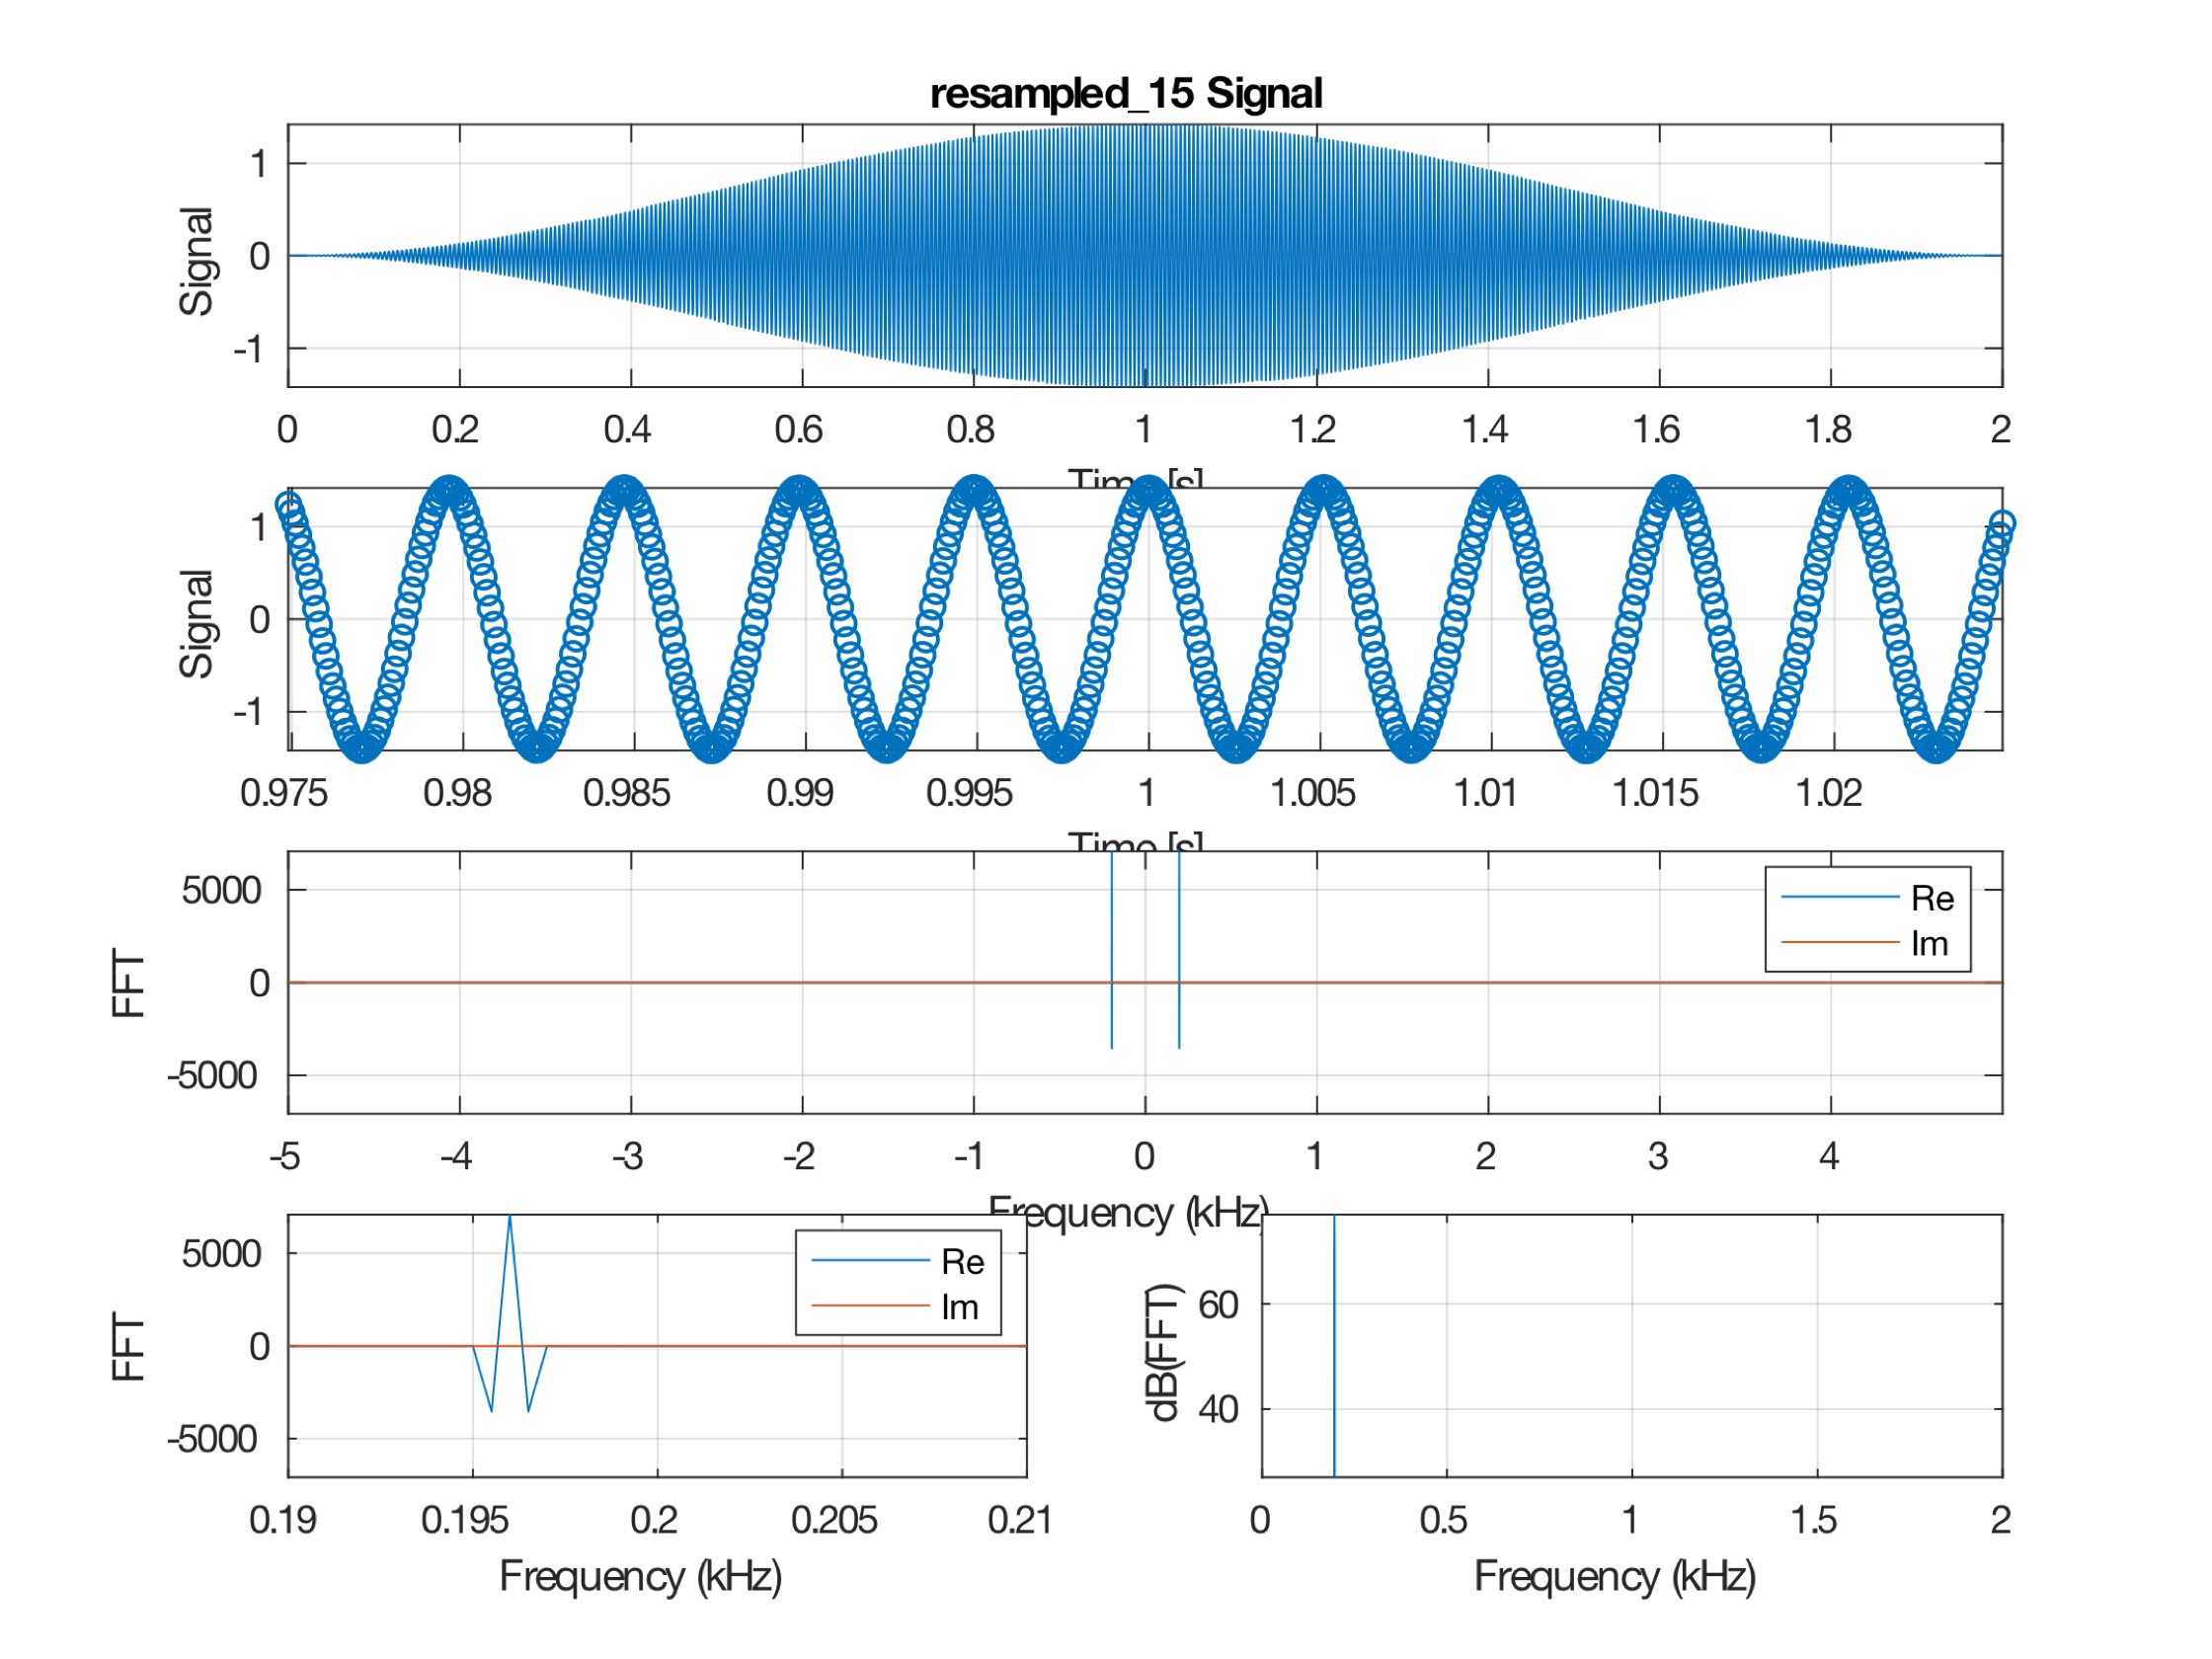 resampled_15 Signal
Signal
1
0
-1
0 0.2 0.4 0.6 0.8 1 1.2 1.4 1.6 1.8 2
Time [s]
Signal
1
0
-1
0.975 0.98 0.985 0.99 0.995 1 1.005 1.01 1.015 1.02
Time [s]
FFT
5000
0
-5000
Re
Im
-5 -4 -3 -2 -1 0 1 2 3 4
Frequency (kHz)
FFT
5000
0
-5000
Re
Im
0.19 0.195 0.2 0.205 0.21
Frequency (kHz)
dB(FFT)
60
40
0 0.5 1 1.5 2
Frequency (kHz)